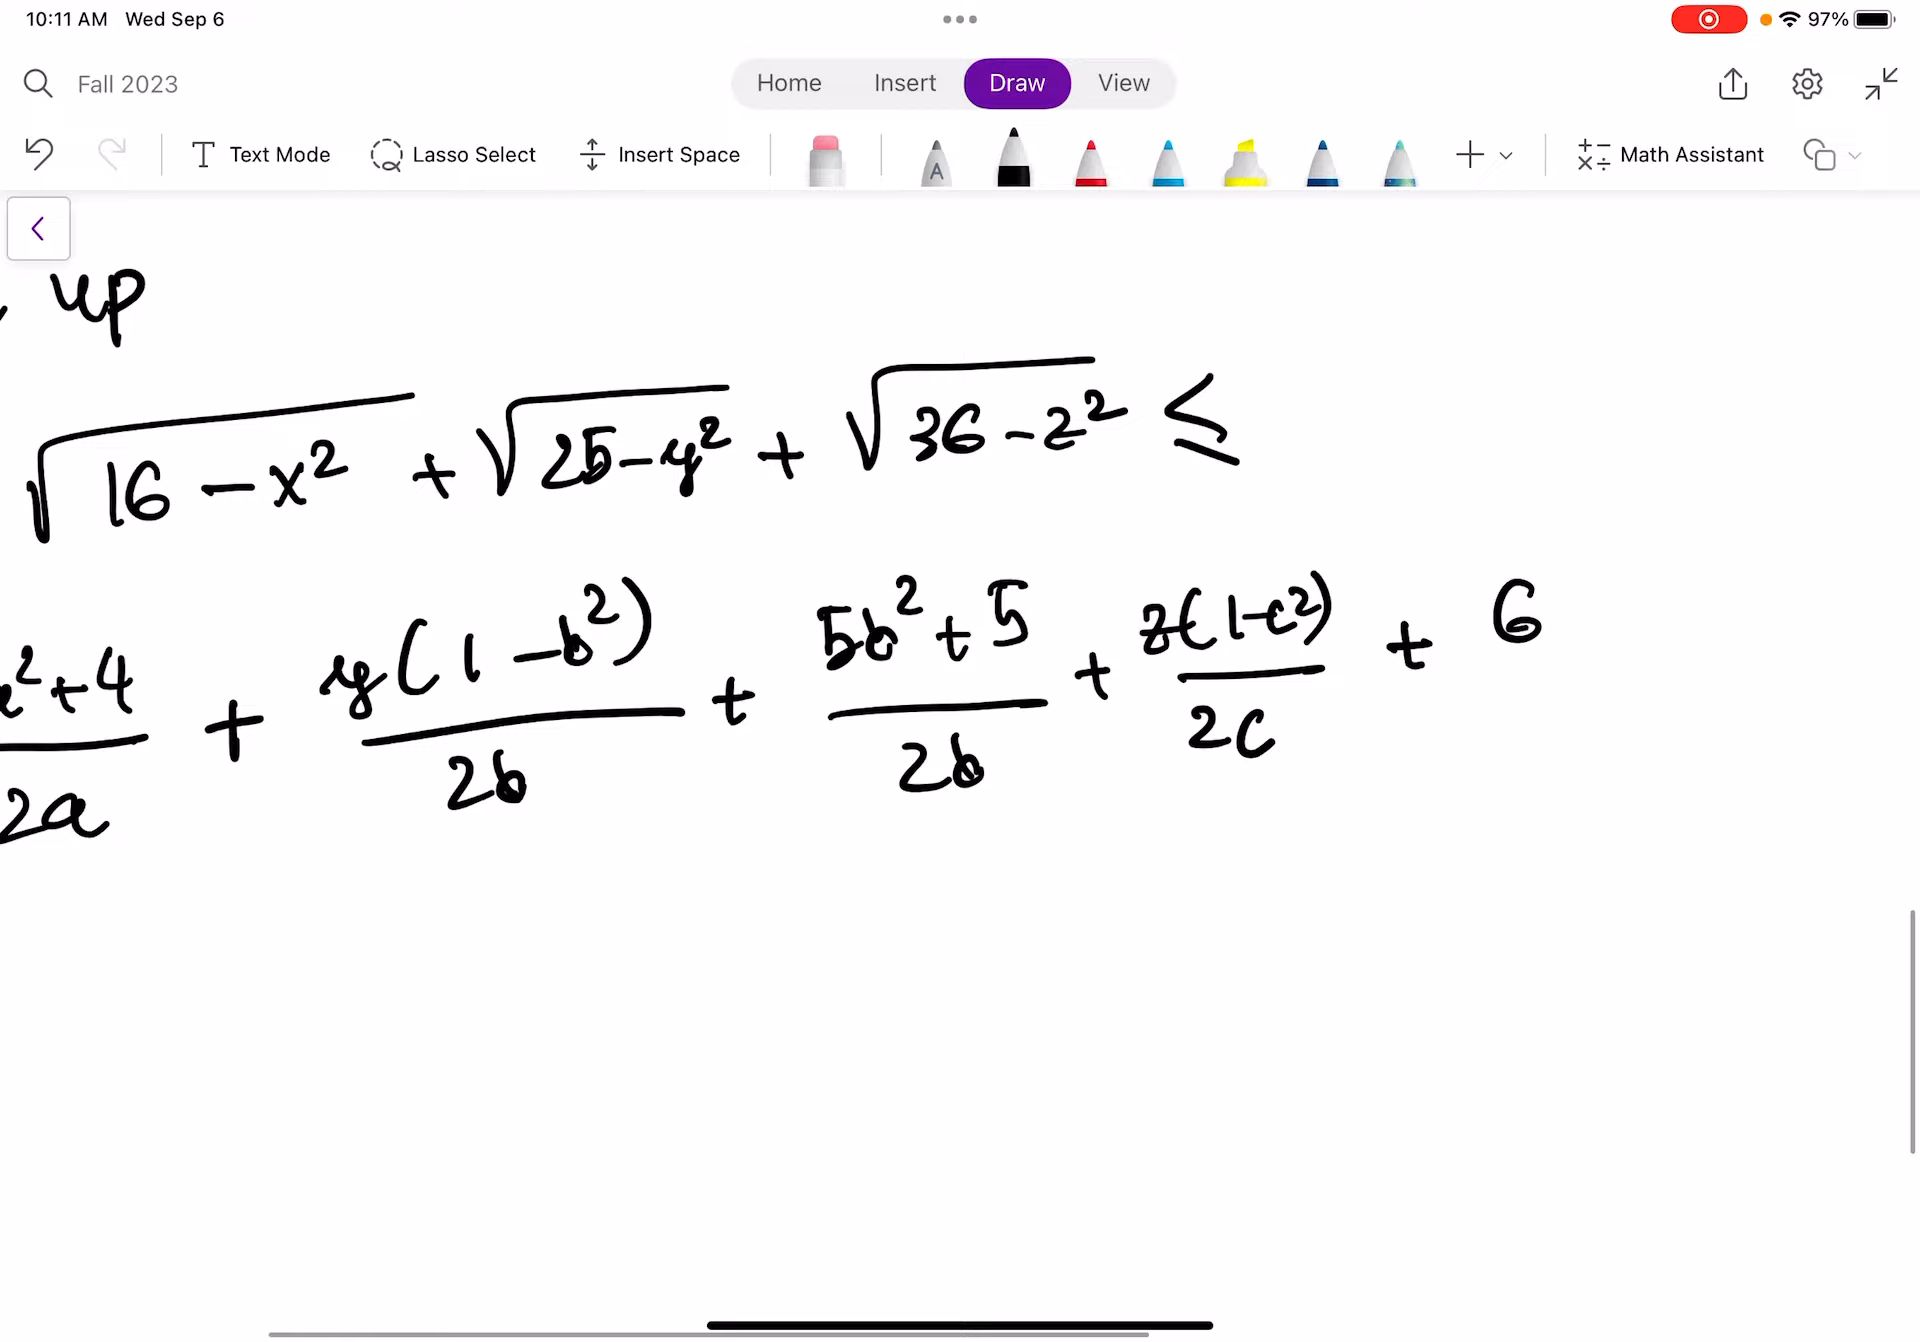 10:11 AM Wed Sep 6
97%
Fall 2023
Home Insert Draw View
Text Mode Lasso Select Insert Space A Math Assistant
up
√(16 - x²) + √(25 - y²) + √(36 - z²) ≤
² + 4 / 2a + y(1 - b²) / 2b + 5b² + 5 / 2b + z(1 - c²) / 2c + 6